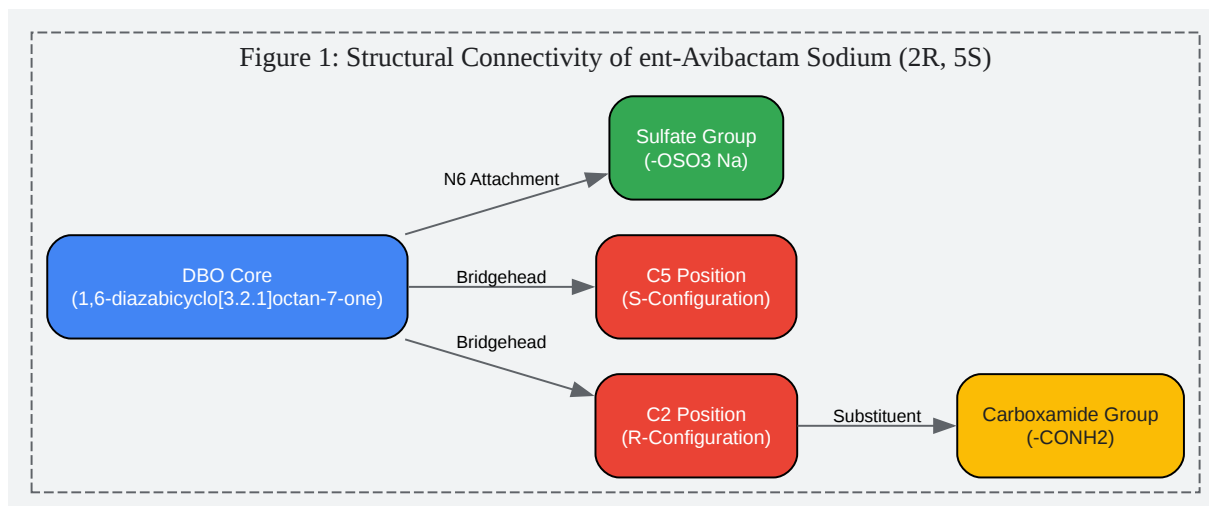 Figure 1: Structural Connectivity of ent-Avibactam Sodium (2R, 5S)
Sulfate Group
(-OSO3 Na)
N6 Attachment
DBO Core
(1,6-diazabicyclo[3.2.1]octan-7-one)
Bridgehead
C5 Position
(S-Configuration)
Bridgehead
C2 Position
(R-Configuration)
Substituent
Carboxamide Group
(-CONH2)